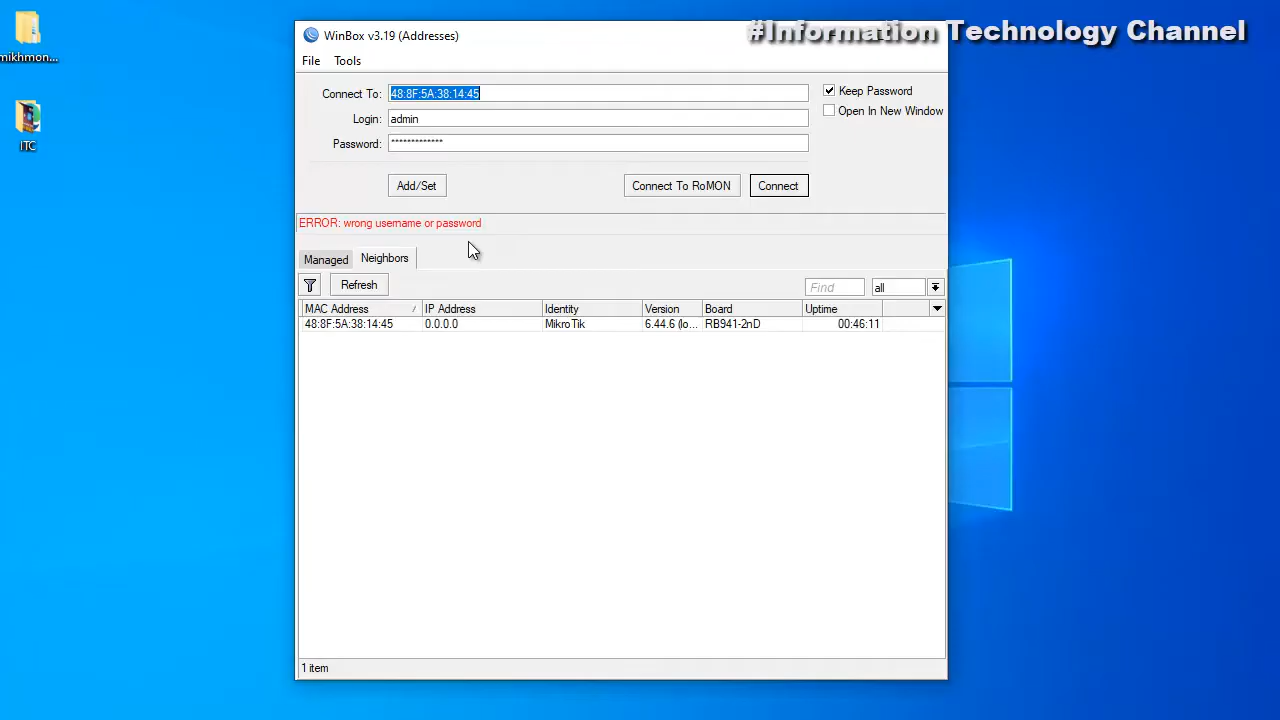 #Information Technology Channel
mikhmon...
ITC
WinBox v3.19 (Addresses)
File Tools
Connect To: 48:8F:5A:38:14:45
Keep Password
Login: admin
Open In New Window
Password: *************
Add/Set Connect To RoMON Connect
ERROR: wrong username or password
Managed Neighbors
Refresh Find all
MAC Address / IP Address Identity Version Board Uptime
48:8F:5A:38:14:45 0.0.0.0 MikroTik 6.44.6 (lo... RB941-2nD 00:46:11
1 item